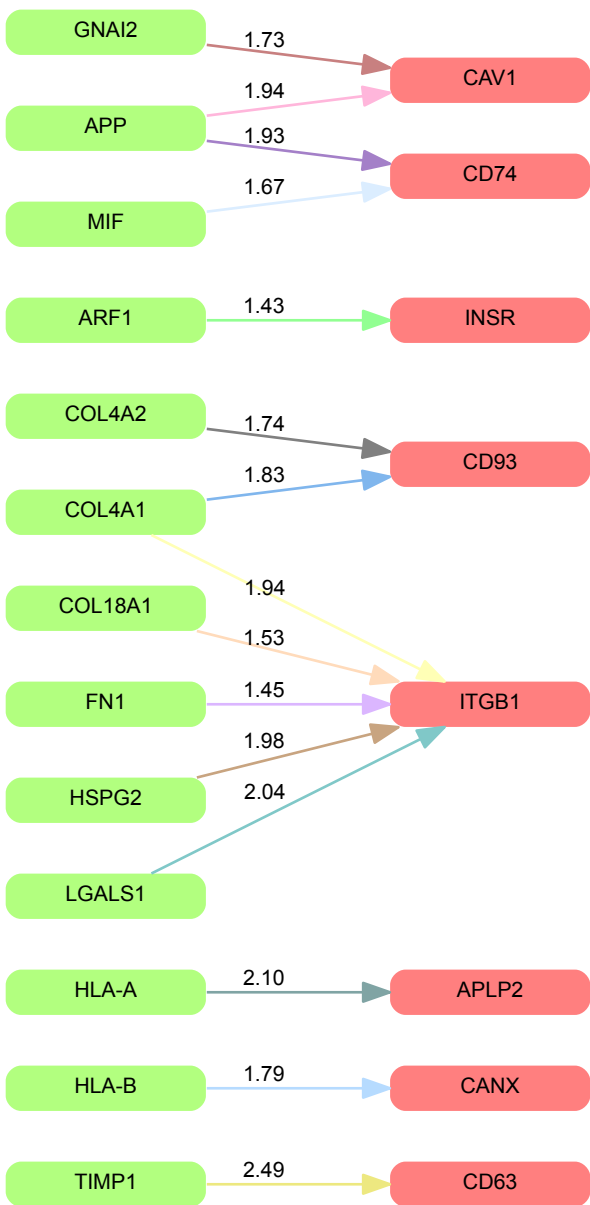 GNAI2
1.73
CAV1
APP
1.94
1.93
CD74
MIF
1.67
ARF1
1.43
INSR
COL4A2
1.74
CD93
COL4A1
1.83
1.94
COL18A1
1.53
FN1
1.45
ITGB1
HSPG2
1.98
2.04
LGALS1
HLA-A
2.10
APLP2
HLA-B
1.79
CANX
TIMP1
2.49
CD63